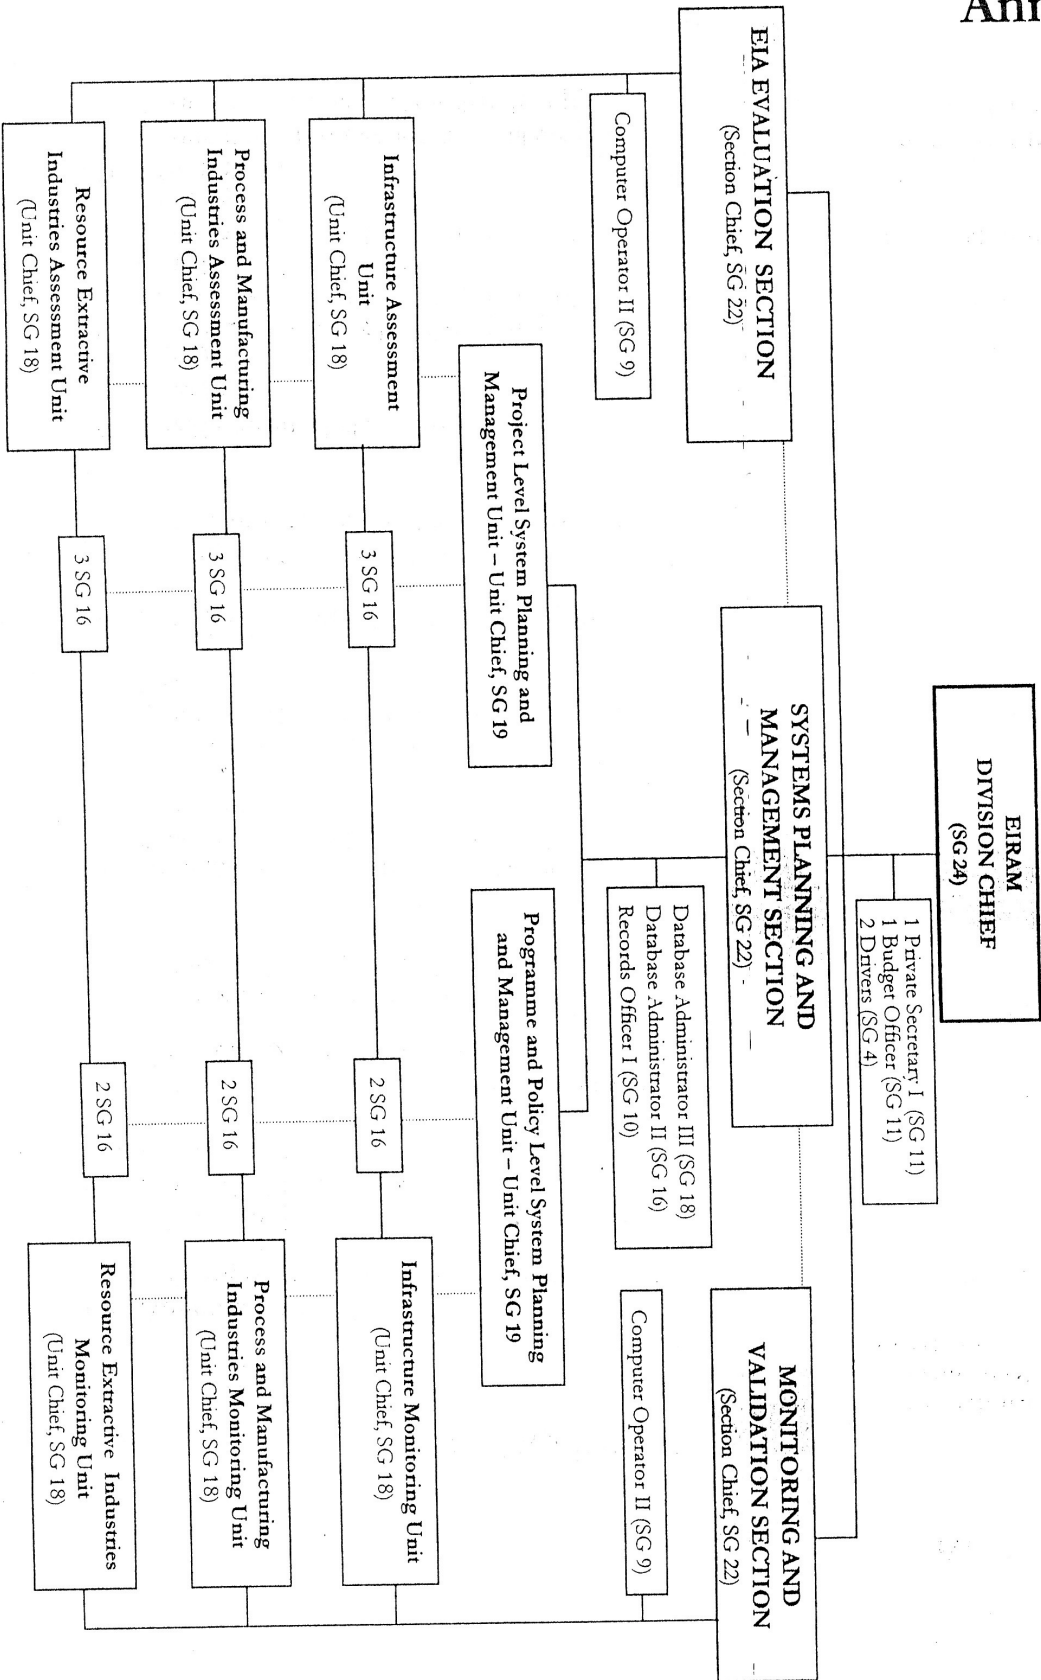 Ann
EIRAM
DIVISION CHIEF
(SG 24)
1 Private Secretary I (SG 11)
1 Budget Officer (SG 11)
2 Drivers (SG 4)
EIA EVALUATION SECTION
(Section Chief, SG 22)
SYSTEMS PLANNING AND
MANAGEMENT SECTION
(Section Chief, SG 22)
MONITORING AND
VALIDATION SECTION
(Section Chief, SG 22)
Computer Operator II (SG 9)
Database Administrator III (SG 18)
Database Administrator II (SG 16)
Records Officer I (SG 10)
Computer Operator II (SG 9)
Project Level System Planning and
Management Unit – Unit Chief, SG 19
Programme and Policy Level System Planning
and Management Unit – Unit Chief, SG 19
Infrastructure Assessment
Unit
(Unit Chief, SG 18)
3 SG 16
2 SG 16
Infrastructure Monitoring Unit
(Unit Chief, SG 18)
Process and Manufacturing
Industries Assessment Unit
(Unit Chief, SG 18)
3 SG 16
2 SG 16
Process and Manufacturing
Industries Monitoring Unit
(Unit Chief, SG 18)
Resource Extractive
Industries Assessment Unit
(Unit Chief, SG 18)
3 SG 16
2 SG 16
Resource Extractive Industries
Monitoring Unit
(Unit Chief, SG 18)